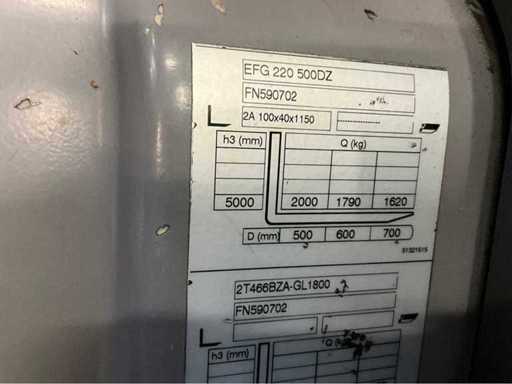 EFG 220 500DZ
FN590702
2A 100x40x1150 ------------
h3 (mm) Q (kg)
5000 2000 1790 1620
D (mm) 500 600 700
51321615
2T466BZA-GL1800
FN590702
h3 (mm) Q